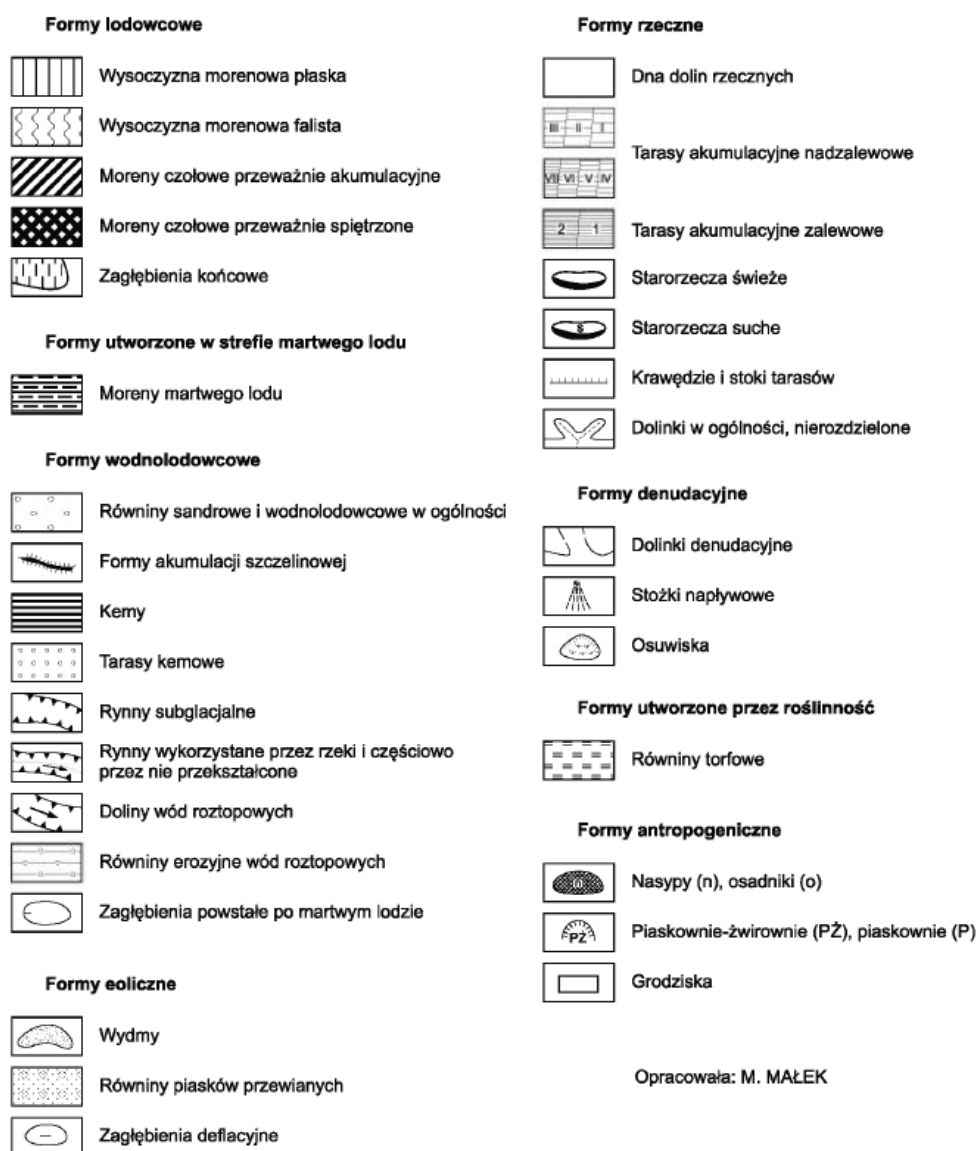 Formy lodowcowe
Wysoczyzna morenowa płaska
Wysoczyzna morenowa falista
Moreny czołowe przeważnie akumulacyjne
Moreny czołowe przeważnie spiętrzone
Zagłębienia końcowe
Formy utworzone w strefie martwego lodu
Moreny martwego lodu
Formy wodnolodowcowe
Równiny sandrowe i wodnolodowcowe w ogólności
Formy akumulacji szczelinowej
Kemy
Tarasy kemowe
Rynny subglacjalne
Rynny wykorzystane przez rzeki i częściowo
przez nie przekształcone
Doliny wód roztopowych
Równiny erozyjne wód roztopowych
Zagłębienia powstałe po martwym lodzie
Formy eoliczne
Wydmy
Równiny piasków przewianych
Zagłębienia deflacyjne
Formy rzeczne
Dna dolin rzecznych
III II I
Tarasy akumulacyjne nadzalewowe
VII VI V IV
2 1 Tarasy akumulacyjne zalewowe
Starorzecza świeże
S Starorzecza suche
Krawędzie i stoki tarasów
Dolinki w ogólności, nierozdzielone
Formy denudacyjne
Dolinki denudacyjne
Stożki napływowe
Osuwiska
Formy utworzone przez roślinność
Równiny torfowe
Formy antropogeniczne
Nasypy (n), osadniki (o)
PŻ Piaskownie-żwirownie (PŻ), piaskownie (P)
Grodziska
Opracowała: M. MAŁEK